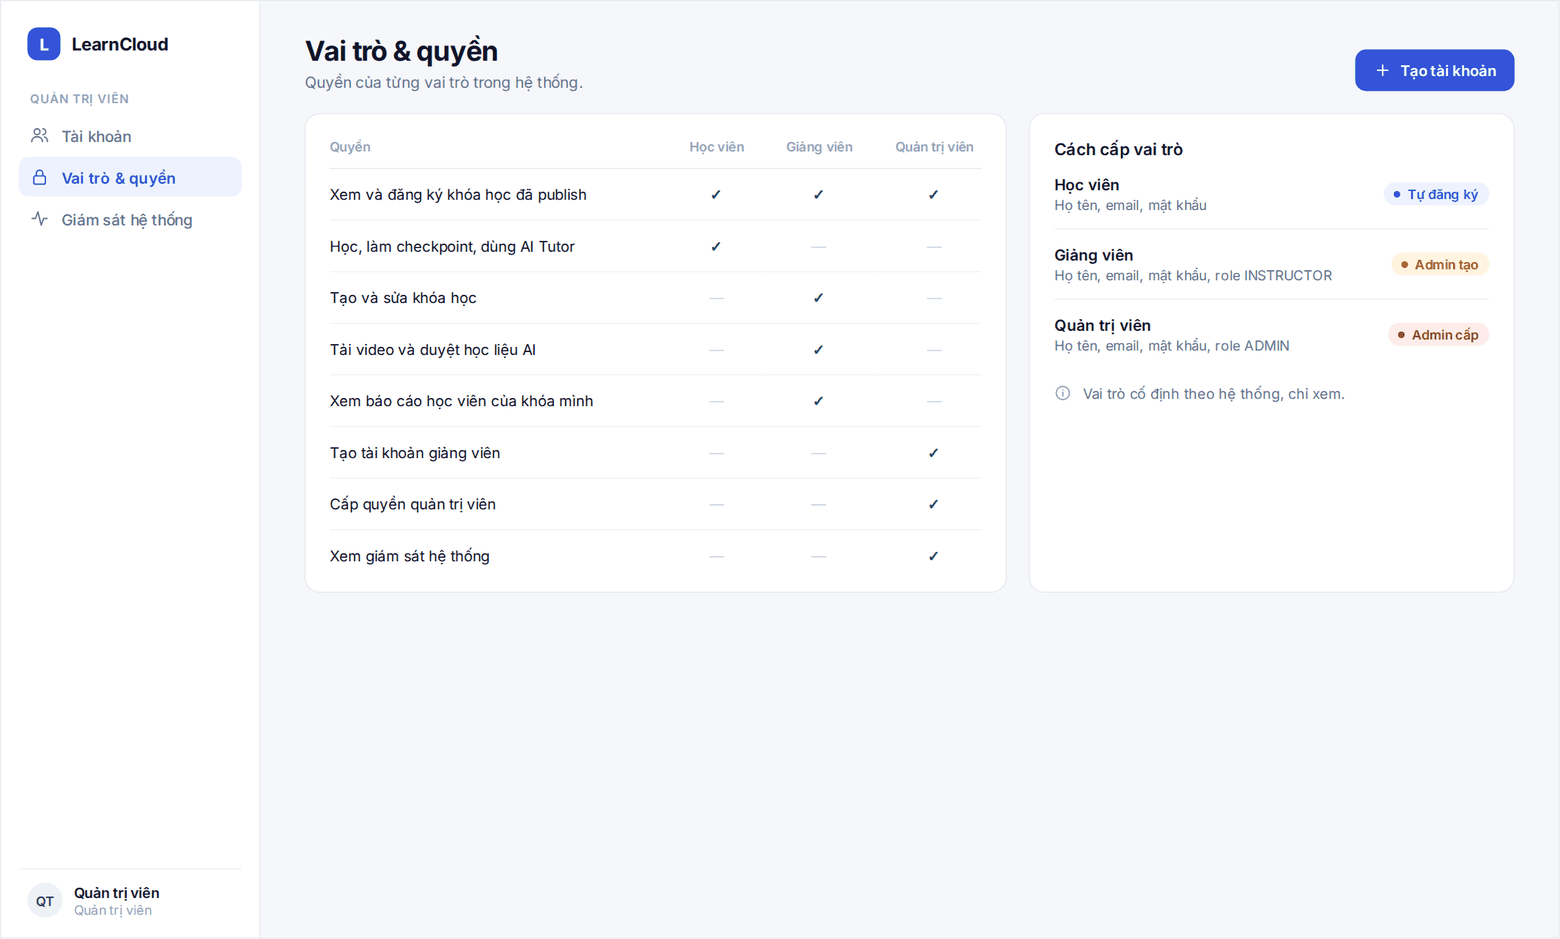 L LearnCloud
QUẢN TRỊ VIÊN
Tài khoản
Vai trò & quyền
Giám sát hệ thống
QT
Quản trị viên
Quản trị viên
Vai trò & quyền
Quyền của từng vai trò trong hệ thống.
+ Tạo tài khoản
Quyền Học viên Giảng viên Quản trị viên
Xem và đăng ký khóa học đã publish ✓ ✓ ✓
Học, làm checkpoint, dùng AI Tutor ✓ — —
Tạo và sửa khóa học — ✓ —
Tải video và duyệt học liệu AI — ✓ —
Xem báo cáo học viên của khóa mình — ✓ —
Tạo tài khoản giảng viên — — ✓
Cấp quyền quản trị viên — — ✓
Xem giám sát hệ thống — — ✓
Cách cấp vai trò
Học viên
Họ tên, email, mật khẩu
Tự đăng ký
Giảng viên
Họ tên, email, mật khẩu, role INSTRUCTOR
Admin tạo
Quản trị viên
Họ tên, email, mật khẩu, role ADMIN
Admin cấp
Vai trò cố định theo hệ thống, chỉ xem.